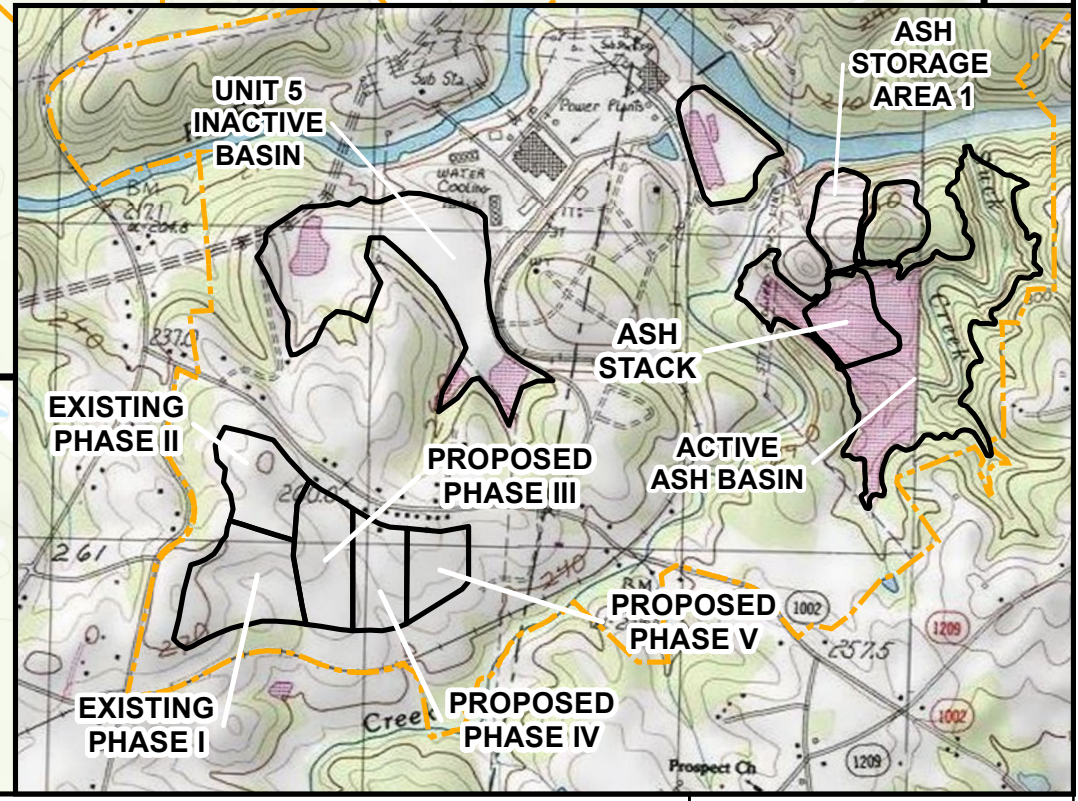 ASH
STORAGE
AREA 1
Sub Sta
UNIT 5
INACTIVE
BASIN
Power Plants
WATER
Cooling
BM
237.0
240
ASH
STACK
Creek
EXISTING
PHASE II
PROPOSED
PHASE III
ACTIVE
ASH BASIN
261
240
BM
PROPOSED
PHASE V
1002
1209
257.5
EXISTING
PHASE I
PROPOSED
PHASE IV
Creek
1002
1209
Prospect Ch